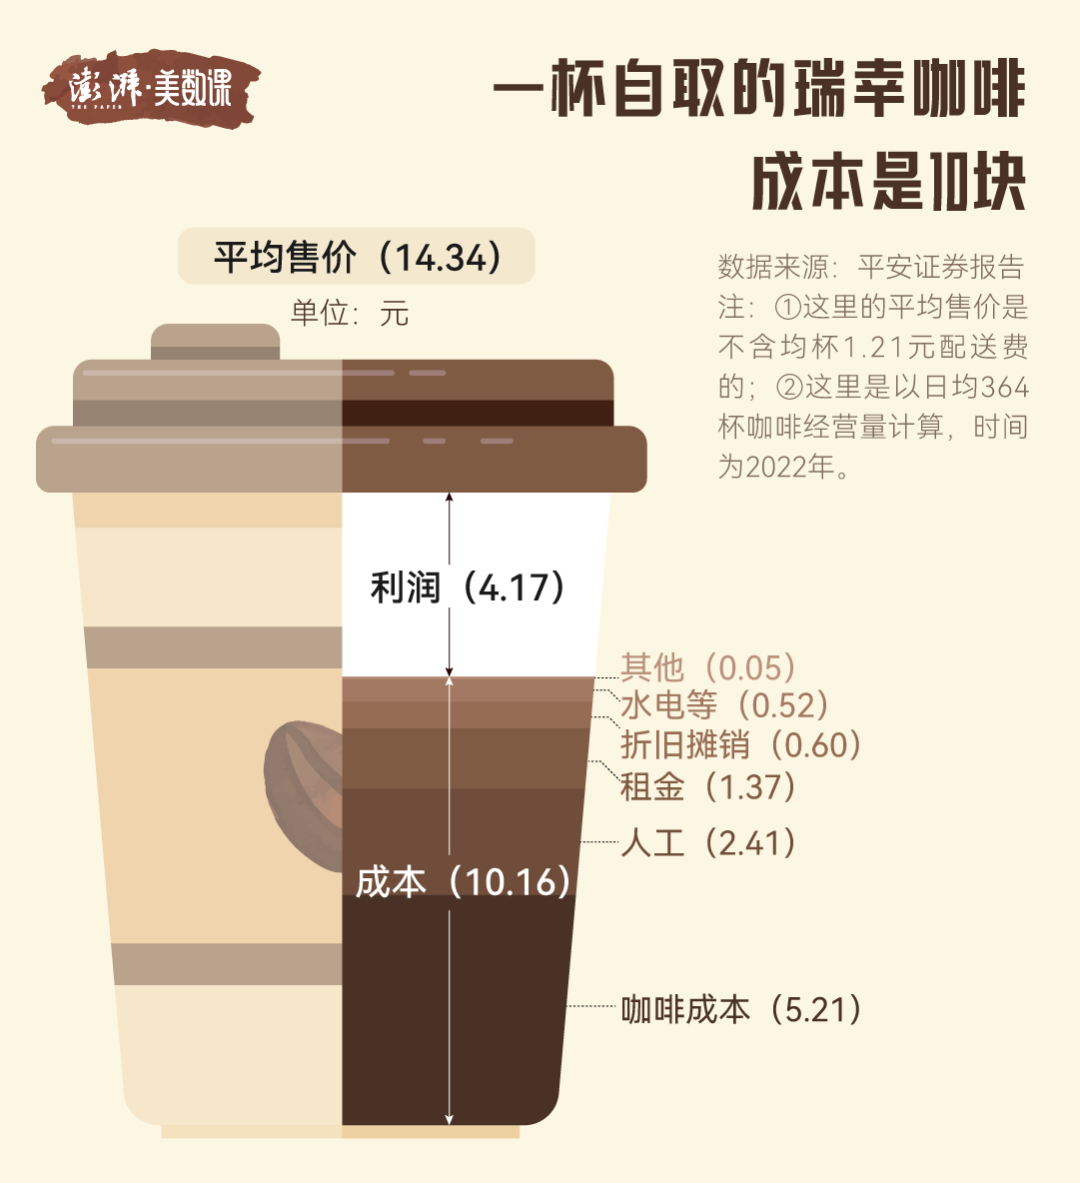 澎湃·美数课
THE PAPER
一杯自取的瑞幸咖啡
成本是10块
平均售价（14.34）
单位：元
数据来源：平安证券报告
注：①这里的平均售价是
不含均杯1.21元配送费
的；②这里是以日均364
杯咖啡经营量计算，时间
为2022年。
利润（4.17）
其他（0.05）
水电等（0.52）
折旧摊销（0.60）
租金（1.37）
人工（2.41）
成本（10.16）
咖啡成本（5.21）